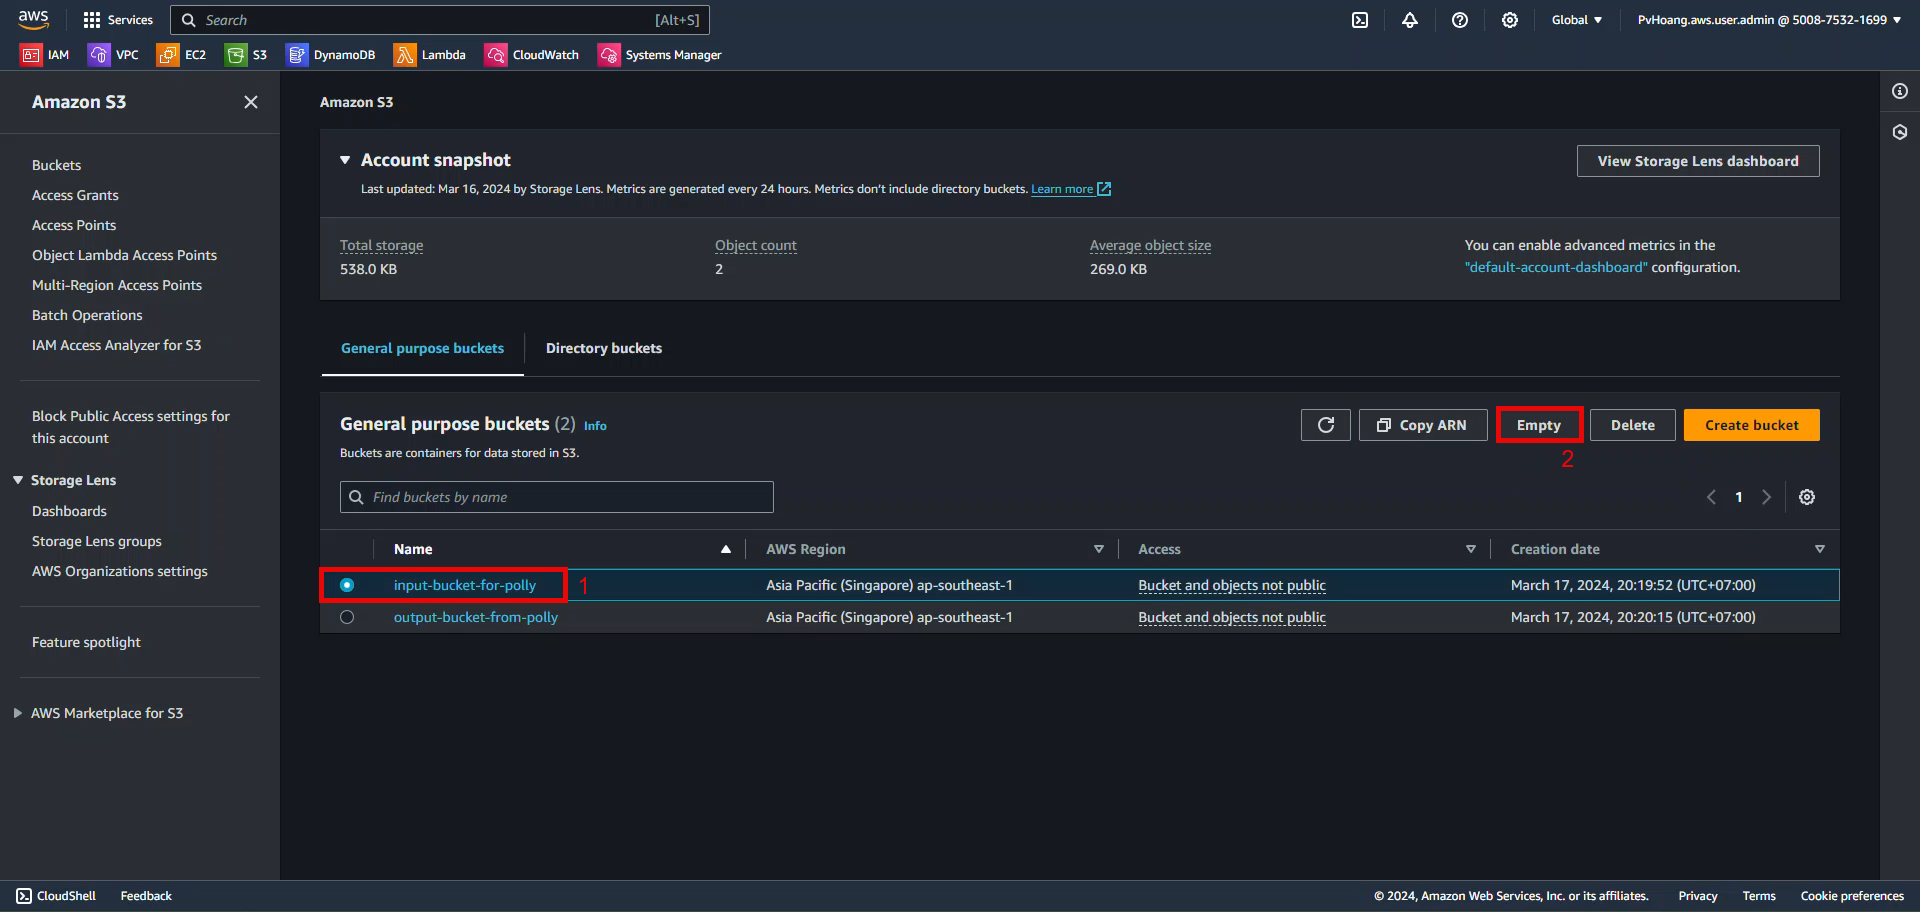 aws
Services
Search
[Alt+S]
Global
PvHoang.aws.user.admin @ 5008-7532-1699
IAM
VPC
EC2
S3
DynamoDB
Lambda
CloudWatch
Systems Manager
Amazon S3
Buckets
Access Grants
Access Points
Object Lambda Access Points
Multi-Region Access Points
Batch Operations
IAM Access Analyzer for S3
Block Public Access settings for
this account
Storage Lens
Dashboards
Storage Lens groups
AWS Organizations settings
Feature spotlight
AWS Marketplace for S3
Amazon S3
Account snapshot
View Storage Lens dashboard
Last updated: Mar 16, 2024 by Storage Lens. Metrics are generated every 24 hours. Metrics don't include directory buckets. Learn more
Total storage
538.0 KB
Object count
2
Average object size
269.0 KB
You can enable advanced metrics in the
"default-account-dashboard" configuration.
General purpose buckets
Directory buckets
General purpose buckets (2) Info
Buckets are containers for data stored in S3.
Copy ARN
Empty
Delete
Create bucket
2
Find buckets by name
1
Name
AWS Region
Access
Creation date
input-bucket-for-polly
1
Asia Pacific (Singapore) ap-southeast-1
Bucket and objects not public
March 17, 2024, 20:19:52 (UTC+07:00)
output-bucket-from-polly
Asia Pacific (Singapore) ap-southeast-1
Bucket and objects not public
March 17, 2024, 20:20:15 (UTC+07:00)
CloudShell
Feedback
© 2024, Amazon Web Services, Inc. or its affiliates.
Privacy
Terms
Cookie preferences